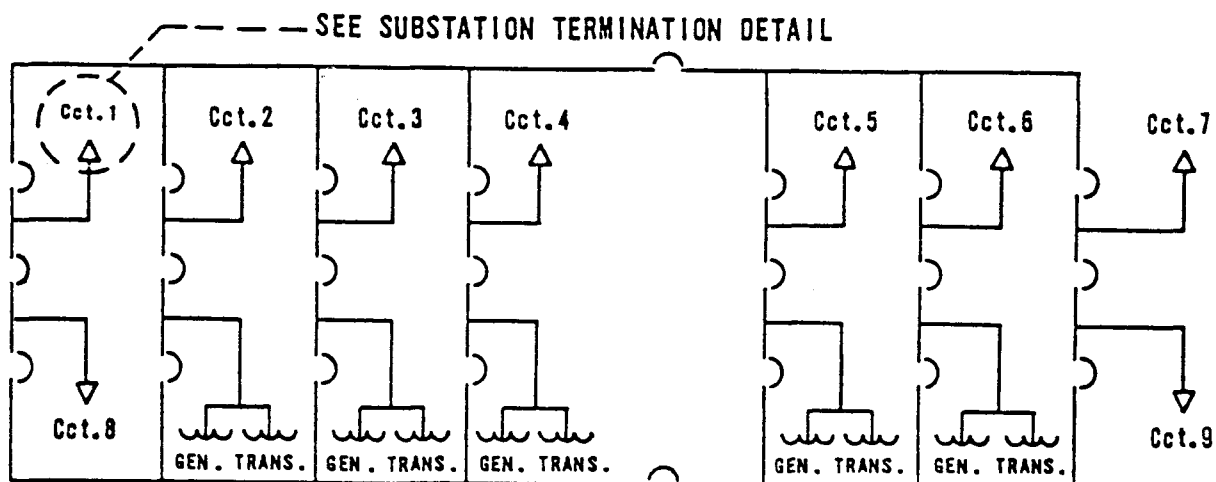 SEE SUBSTATION TERMINATION DETAIL
Cct.1 Cct.2 Cct.3 Cct.4 Cct.5 Cct.6 Cct.7
Cct.8 Cct.9
GEN. TRANS. GEN. TRANS. GEN. TRANS. GEN. TRANS. GEN. TRANS.